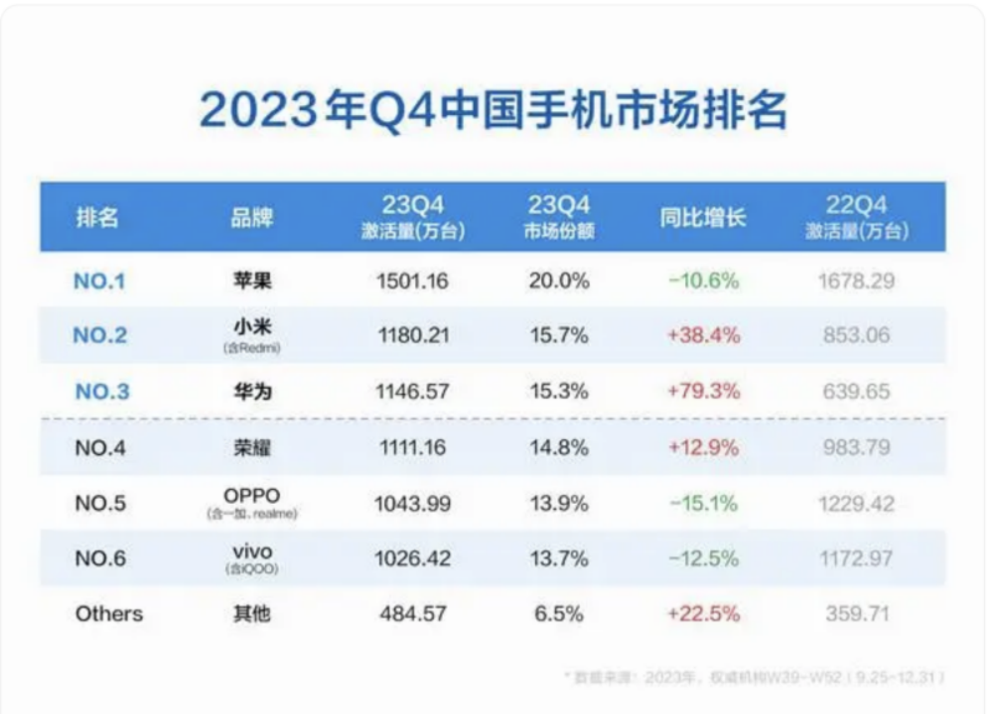 2023年Q4中国手机市场排名
排名 品牌 23Q4 激活量(万台) 23Q4 市场份额 同比增长 22Q4 激活量(万台)
NO.1 苹果 1501.16 20.0% -10.6% 1678.29
NO.2 小米 (含Redmi) 1180.21 15.7% +38.4% 853.06
NO.3 华为 1146.57 15.3% +79.3% 639.65
NO.4 荣耀 1111.16 14.8% +12.9% 983.79
NO.5 OPPO (含一加、realme) 1043.99 13.9% -15.1% 1229.42
NO.6 vivo (含iQOO) 1026.42 13.7% -12.5% 1172.97
Others 其他 484.57 6.5% +22.5% 359.71
*数据来源:2023年,权威机构W39-W52(9.25-12.31)